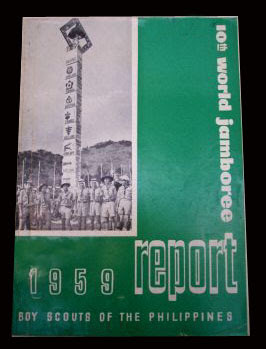 10th world jamboree
report
1959
BOY SCOUTS OF THE PHILIPPINES